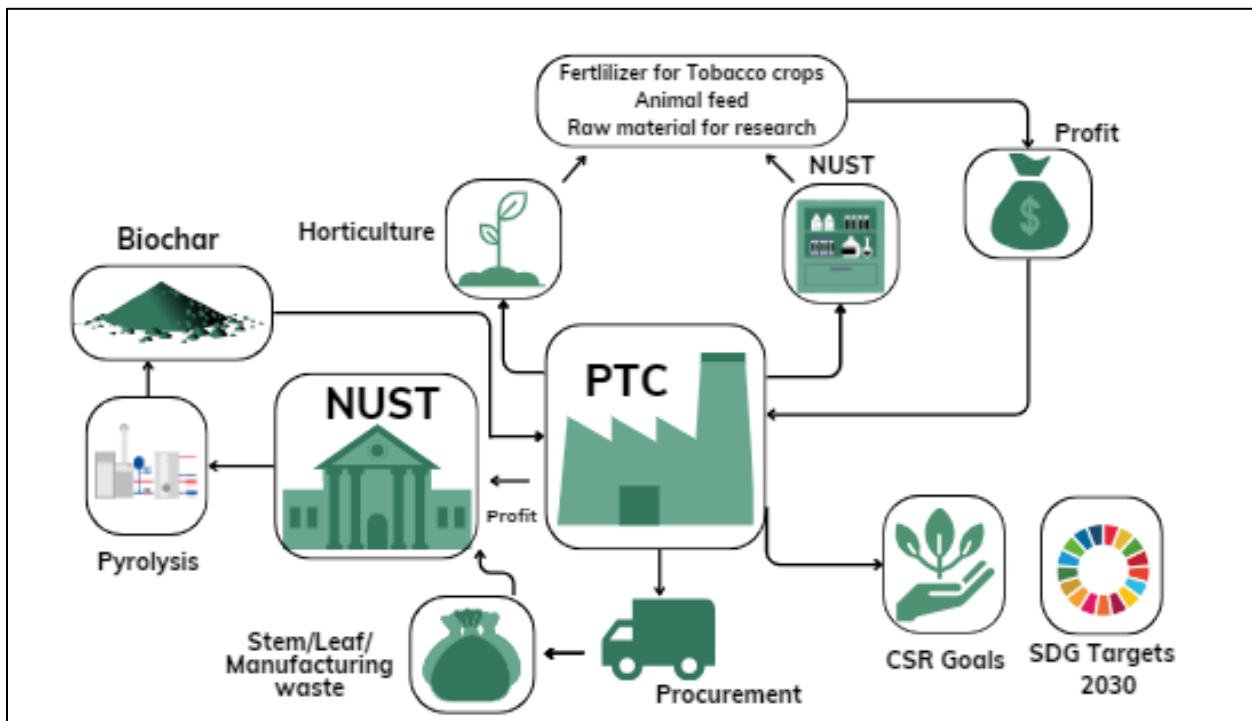 Fertlilizer for Tobacco crops
Animal feed
Raw material for research
Profit
NUST
Horticulture
Biochar
$
PTC
NUST
Profit
Pyrolysis
Stem/Leaf/
Manufacturing
waste
Procurement
CSR Goals
SDG Targets
2030